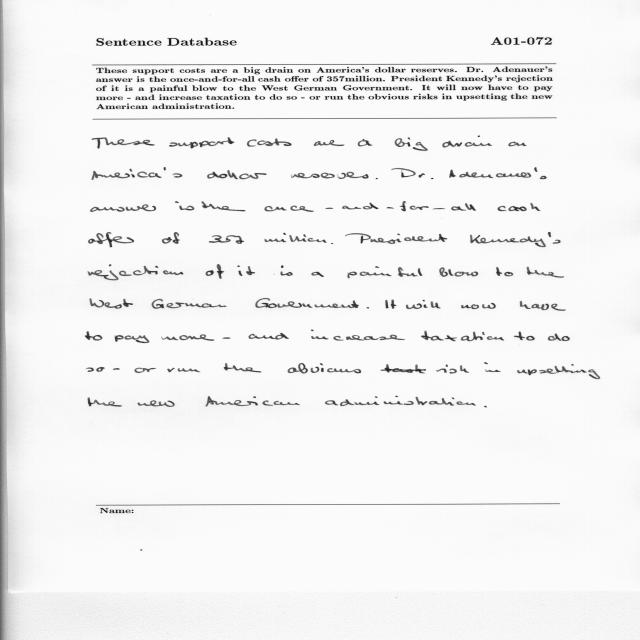 Sentence Database A01-072
These support costs are a big drain on America's dollar reserves. Dr. Adenauer's
answer is the once-and-for-all cash offer of 357million. President Kennedy's rejection
of it is a painful blow to the West German Government. It will now have to pay
more - and increase taxation to do so - or run the obvious risks in upsetting the new
American administration.
These support costs are a big drain on
America's dollar reserves. Dr. Adenauer's
answer is the once-and-for-all cash
offer of 357 million. President Kennedy's
rejection of it is a painful blow to the
West German Government. It will now have
to pay more - and increase taxation to do
so - or run the obvious risk in upsetting
the new American administration.
Name: